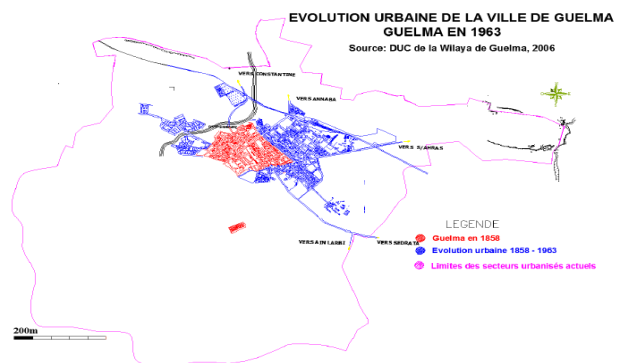 EVOLUTION URBAINE DE LA VILLE DE GUELMA
GUELMA EN 1963
Source: DUC de la Wilaya de Guelma, 2006
VERS CONSTANTINE
VERS ANNABA
VERS S/AHRAS
VERS AIN LARBI
VERS SEDRATA
LEGENDE
Guelma en 1858
Evolution urbaine 1858 - 1963
Limites des secteurs urbanisés actuels
200m